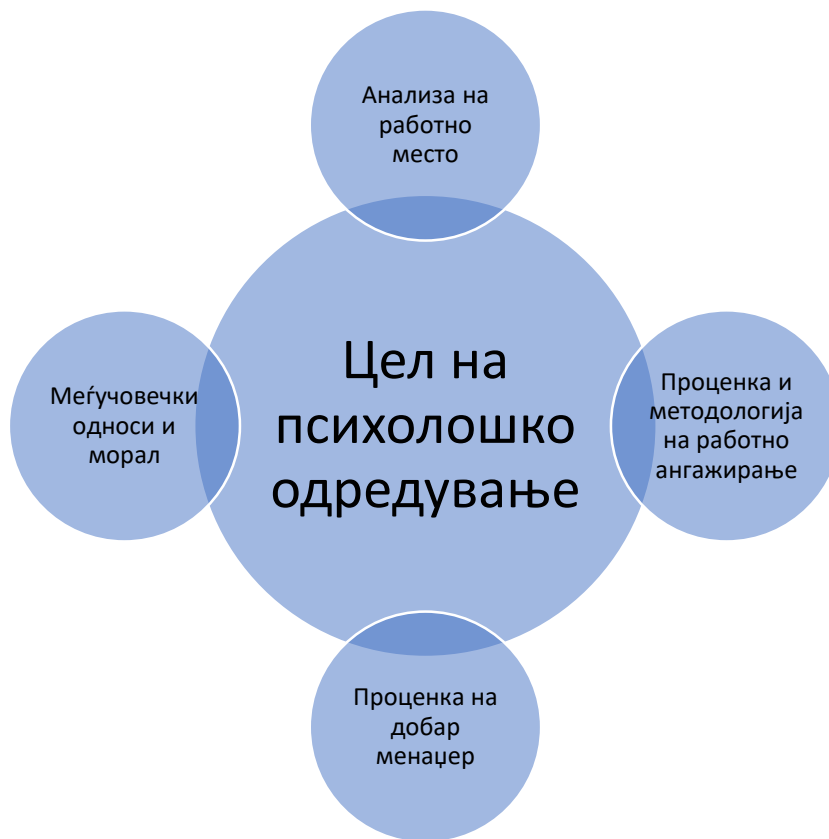 Анализа на
работно
место
Меѓучовечки
односи и
морал
Цел на
психолошко
одредување
Проценка и
методологија
на работно
ангажирање
Проценка на
добар
менаџер